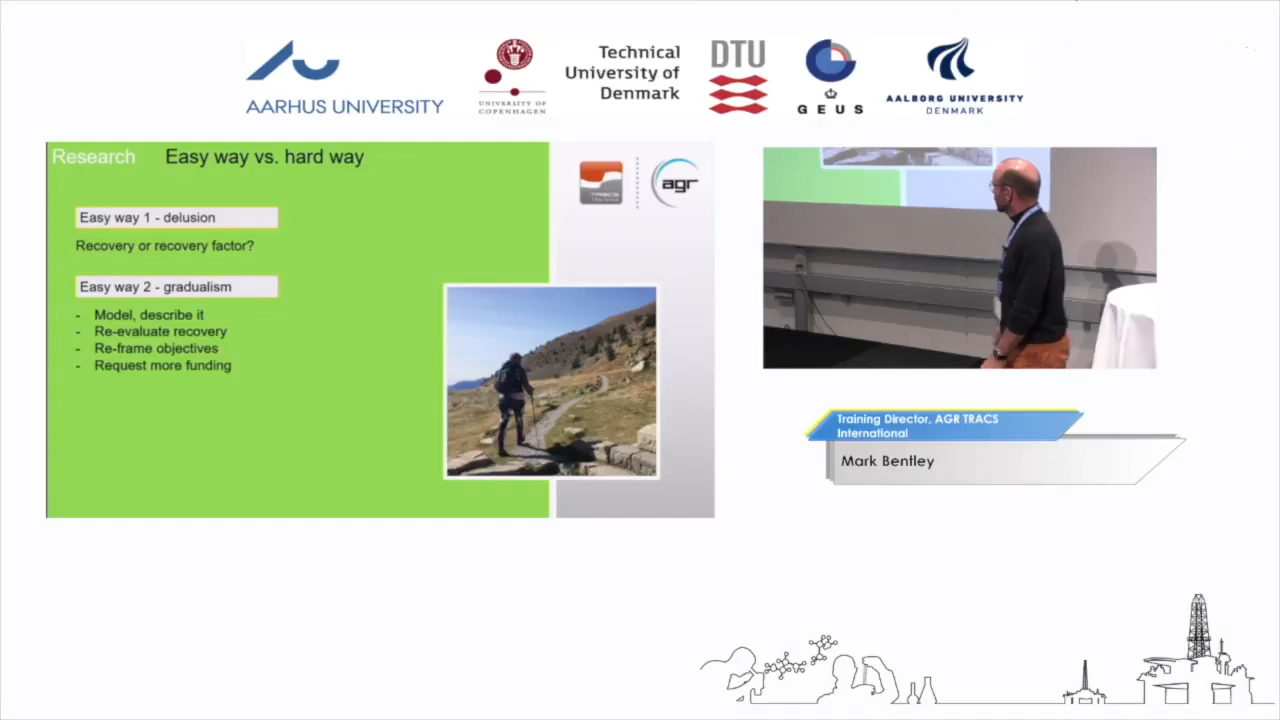 AARHUS UNIVERSITY
UNIVERSITY OF
COPENHAGEN
Technical
University of
Denmark
DTU
GEUS
AALBORG UNIVERSITY
DENMARK
Research Easy way vs. hard way
Easy way 1 - delusion
Recovery or recovery factor?
Easy way 2 - gradualism
- Model, describe it
- Re-evaluate recovery
- Re-frame objectives
- Request more funding
agr
Training Director, AGR TRACS
International
Mark Bentley